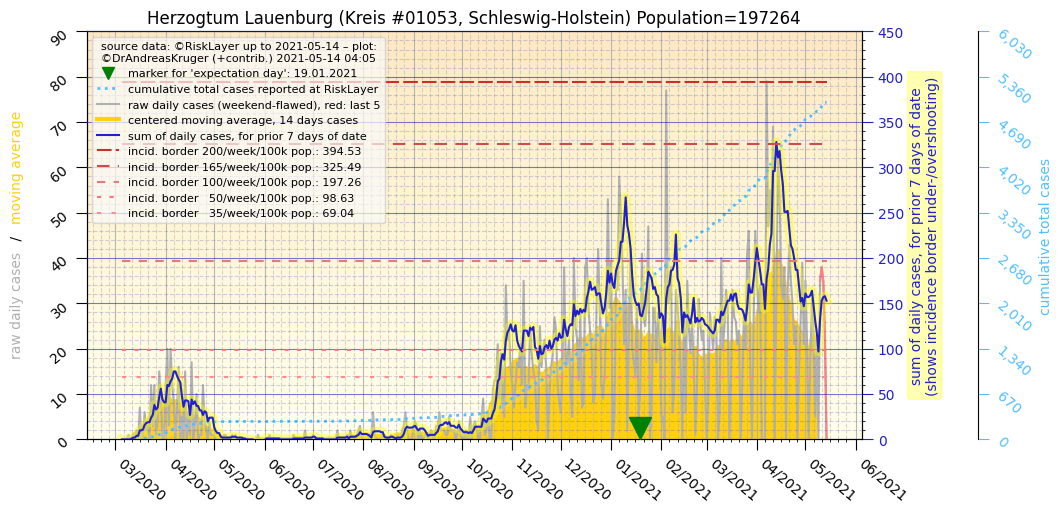 Herzogtum Lauenburg (Kreis #01053, Schleswig-Holstein) Population=197264
source data: ©RiskLayer up to 2021-05-14 – plot:
©DrAndreasKruger (+contrib.) 2021-05-14 04:05
marker for 'expectation day': 19.01.2021
cumulative total cases reported at RiskLayer
raw daily cases (weekend-flawed), red: last 5
centered moving average, 14 days cases
sum of daily cases, for prior 7 days of date
incid. border 200/week/100k pop.: 394.53
incid. border 165/week/100k pop.: 325.49
incid. border 100/week/100k pop.: 197.26
incid. border   50/week/100k pop.: 98.63
incid. border   35/week/100k pop.: 69.04
raw daily cases  /  moving average
90
80
70
60
50
40
30
20
10
0
03/2020
04/2020
05/2020
06/2020
07/2020
08/2020
09/2020
10/2020
11/2020
12/2020
01/2021
02/2021
03/2021
04/2021
05/2021
06/2021
450
400
350
300
250
200
150
100
50
0
sum of daily cases, for prior 7 days of date
(shows incidence border under-/overshooting)
6,030
5,360
4,690
4,020
3,350
2,680
2,010
1,340
670
0
cumulative total cases